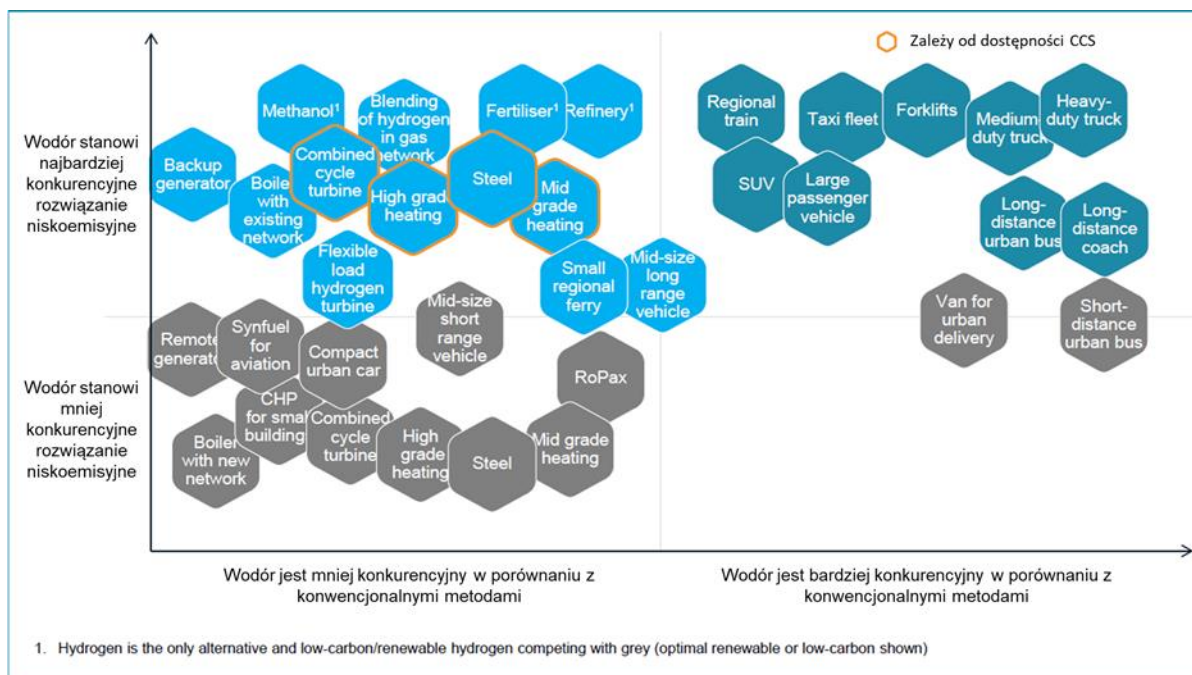 Zależy od dostępności CCS
Wodór stanowi
najbardziej
konkurencyjne
rozwiązanie
niskoemisyjne
Methanol¹
Blending
of hydrogen
in gas
network
Fertiliser¹
Refinery¹
Backup
generator
Boiler
with
existing
network
Combined
cycle
turbine
High grad
heating
Steel
Mid
grade
heating
Flexible
load
hydrogen
turbine
Small
regional
ferry
Mid-size
long
range
vehicle
Regional
train
Taxi fleet
Forklifts
Medium-
duty truck
Heavy-
duty truck
SUV
Large
passenger
vehicle
Long-
distance
urban bus
Long-
distance
coach
Wodór stanowi
mniej
konkurencyjne
rozwiązanie
niskoemisyjne
Remote
generator
Synfuel
for
aviation
Compact
urban car
Mid-size
short
range
vehicle
RoPax
Van for
urban
delivery
Short-
distance
urban bus
Boiler
with new
network
CHP
for small
building
Combined
cycle
turbine
High
grade
heating
Steel
Mid grade
heating
Wodór jest mniej konkurencyjny w porównaniu z
konwencjonalnymi metodami
Wodór jest bardziej konkurencyjny w porównaniu z
konwencjonalnymi metodami
1. Hydrogen is the only alternative and low-carbon/renewable hydrogen competing with grey (optimal renewable or low-carbon shown)